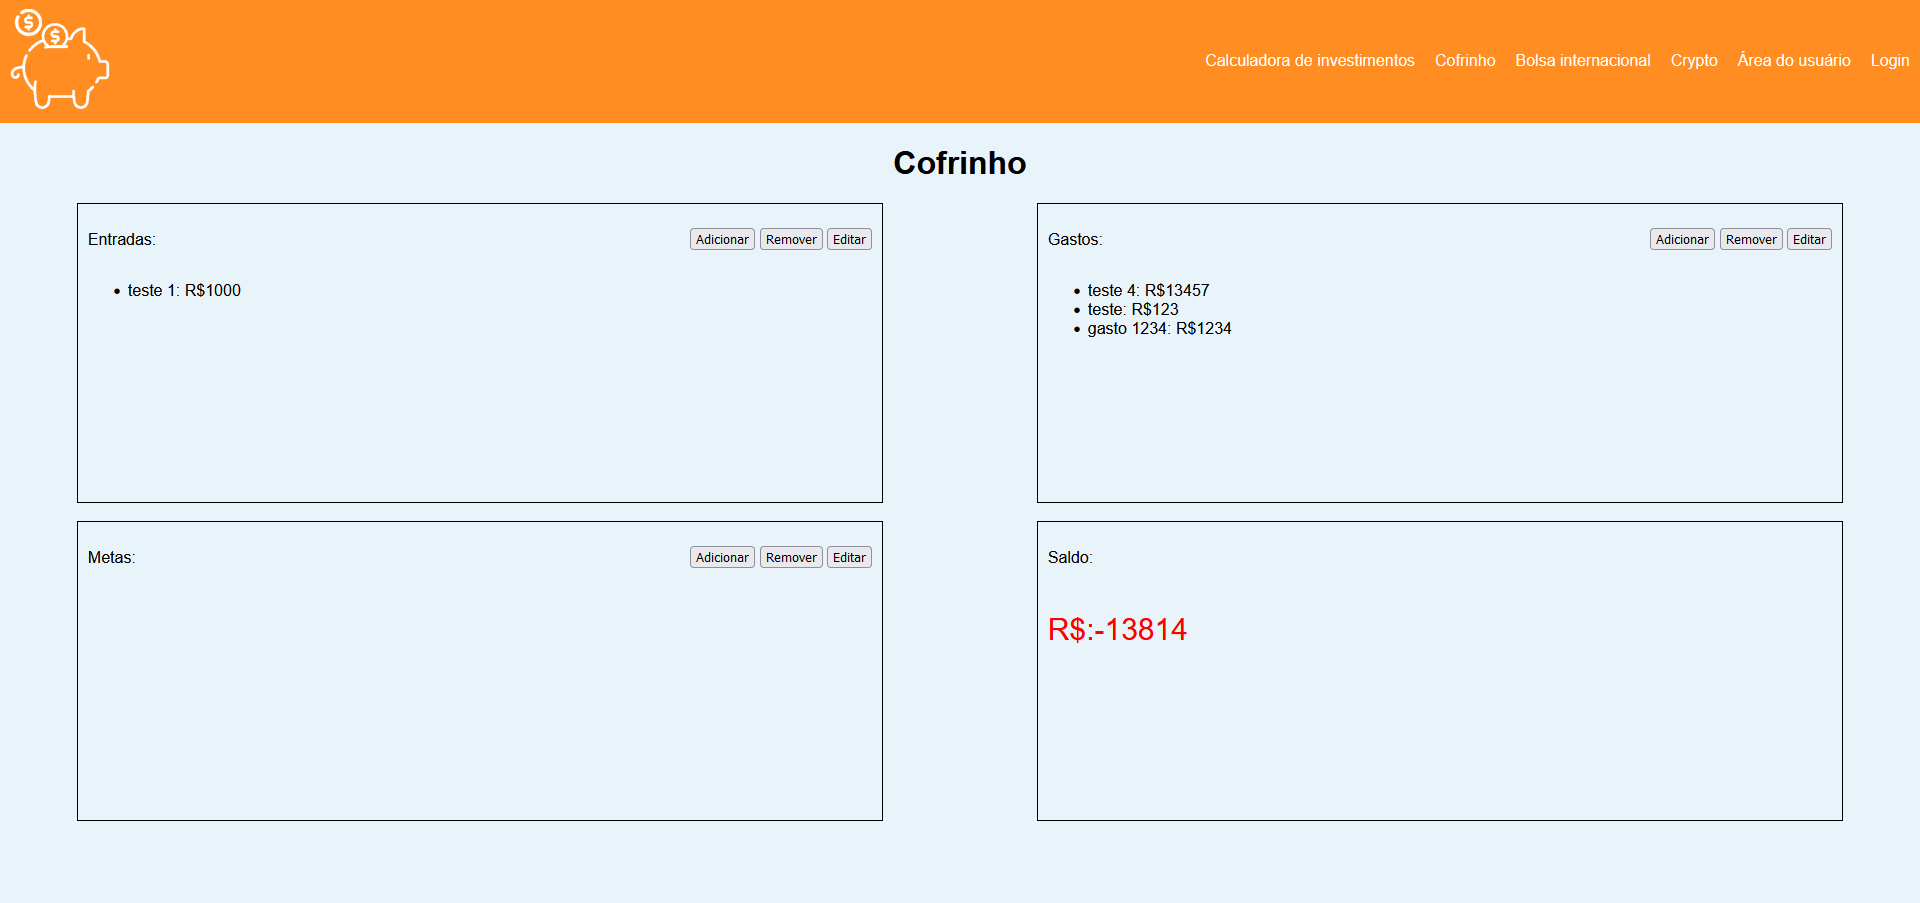 $
$
Calculadora de investimentos Cofrinho Bolsa internacional Crypto Área do usuário Login
Cofrinho
Entradas: Adicionar Remover Editar
• teste 1: R$1000
Gastos: Adicionar Remover Editar
• teste 4: R$13457
• teste: R$123
• gasto 1234: R$1234
Metas: Adicionar Remover Editar
Saldo:
R$:-13814